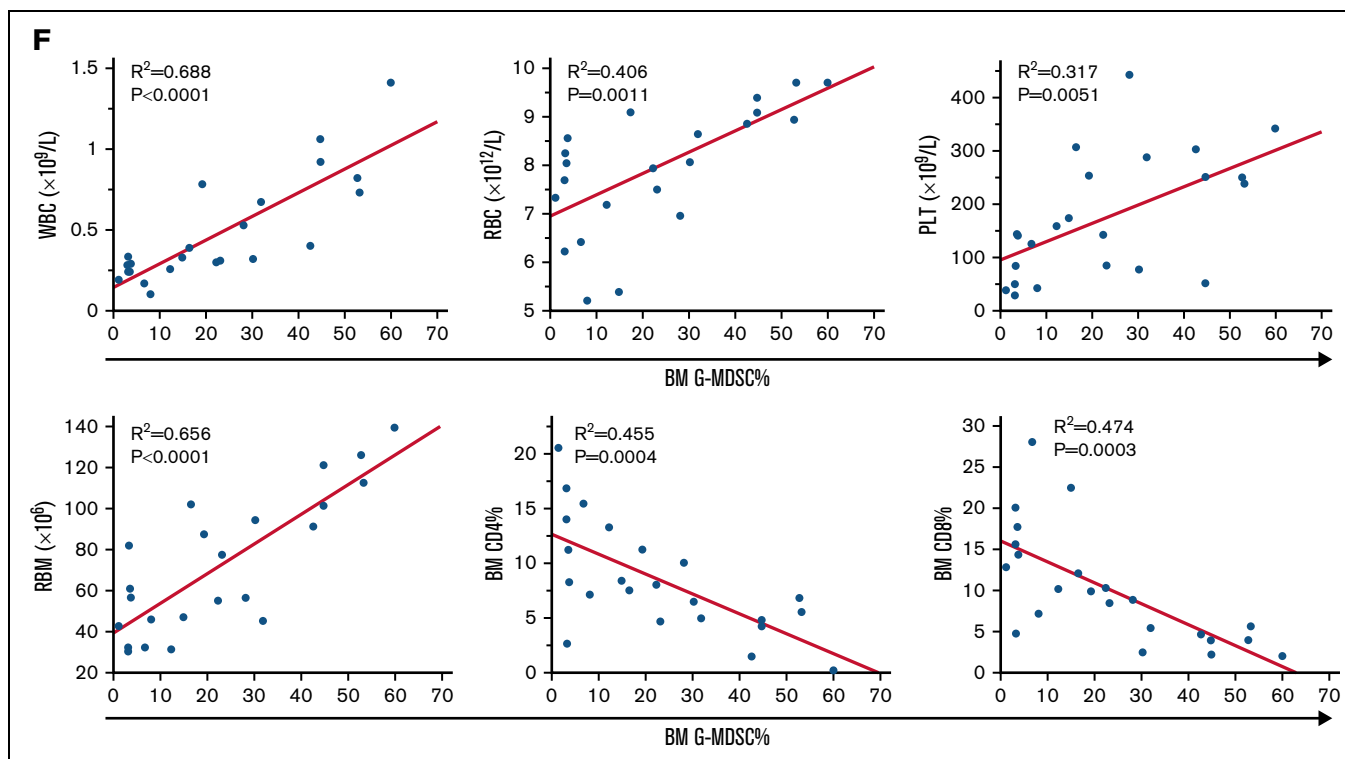 F
R²=0.688
P<0.0001
WBC (×10⁹/L)
1.5
1
0.5
0
0 10 20 30 40 50 60 70
R²=0.406
P=0.0011
RBC (×10¹²/L)
10
9
8
7
6
5
0 10 20 30 40 50 60 70
R²=0.317
P=0.0051
PLT (×10⁹/L)
400
300
200
100
0
0 10 20 30 40 50 60 70
BM G-MDSC%
R²=0.656
P<0.0001
RBM (×10⁶)
140
120
100
80
60
40
20
0 10 20 30 40 50 60 70
R²=0.455
P=0.0004
BM CD4%
20
15
10
5
0
0 10 20 30 40 50 60 70
R²=0.474
P=0.0003
BM CD8%
30
25
20
15
10
5
0
0 10 20 30 40 50 60 70
BM G-MDSC%